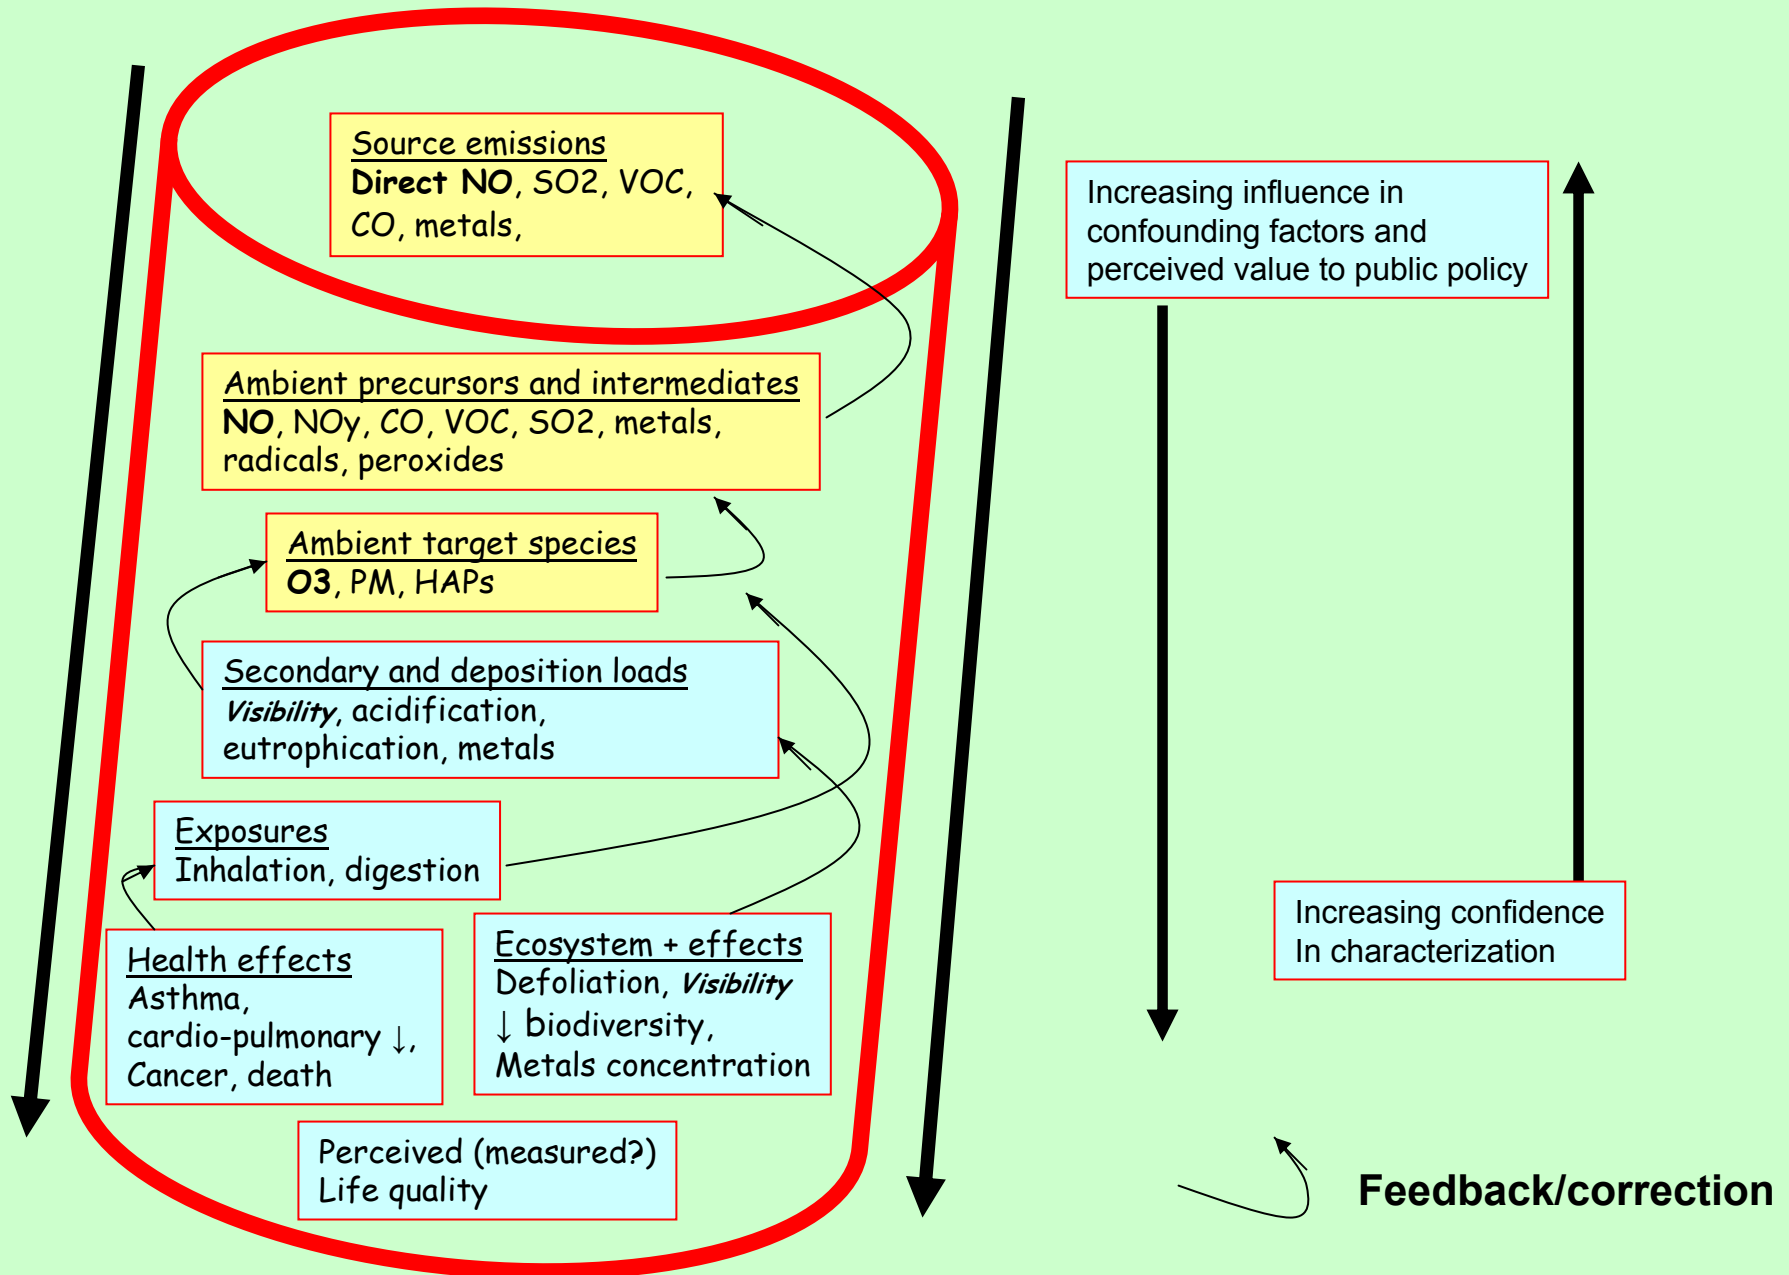 Source emissions
Direct NO, SO2, VOC,
CO, metals,
Ambient precursors and intermediates
NO, NOy, CO, VOC, SO2, metals,
radicals, peroxides
Ambient target species
O3, PM, HAPs
Secondary and deposition loads
Visibility, acidification,
eutrophication, metals
Exposures
Inhalation, digestion
Health effects
Asthma,
cardio-pulmonary ↓,
Cancer, death
Ecosystem + effects
Defoliation, Visibility
↓ biodiversity,
Metals concentration
Perceived (measured?)
Life quality
Increasing influence in
confounding factors and
perceived value to public policy
Increasing confidence
In characterization
Feedback/correction